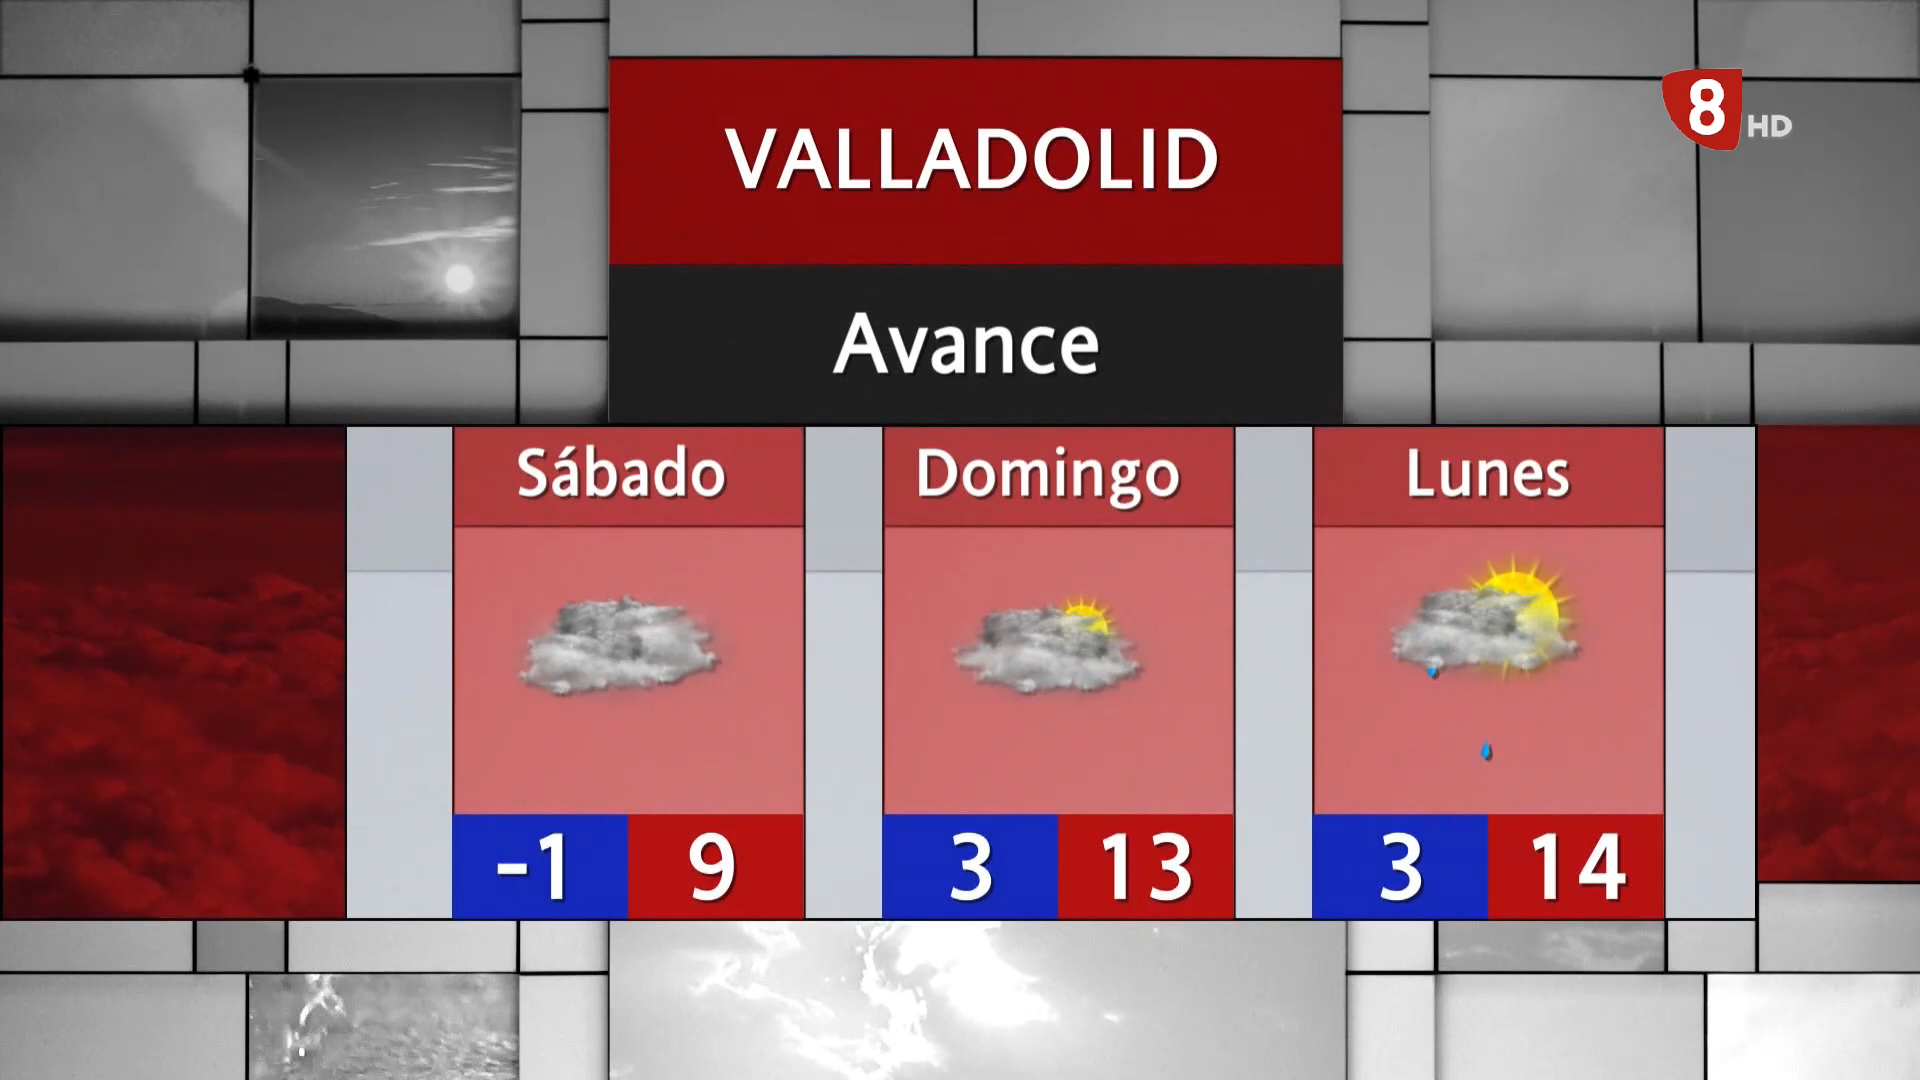 8 HD
VALLADOLID
Avance
Sábado
Domingo
Lunes
-1 9
3 13
3 14